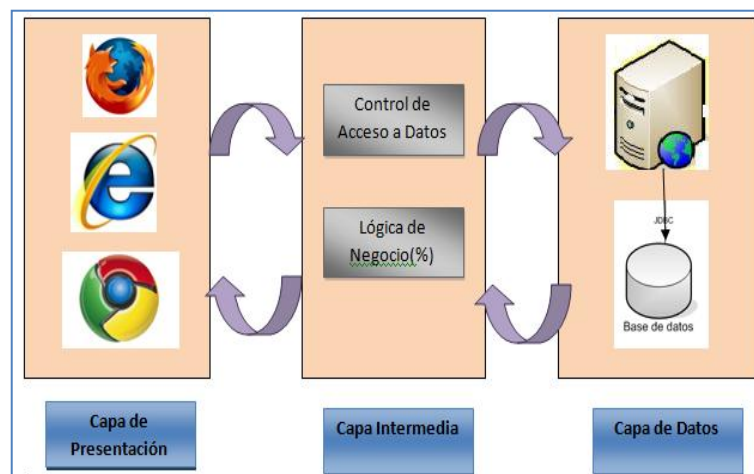 Control de
Acceso a Datos
Lógica de
Negocio(%)
JDBC
Base de datos
Capa de
Presentación
Capa Intermedia
Capa de Datos